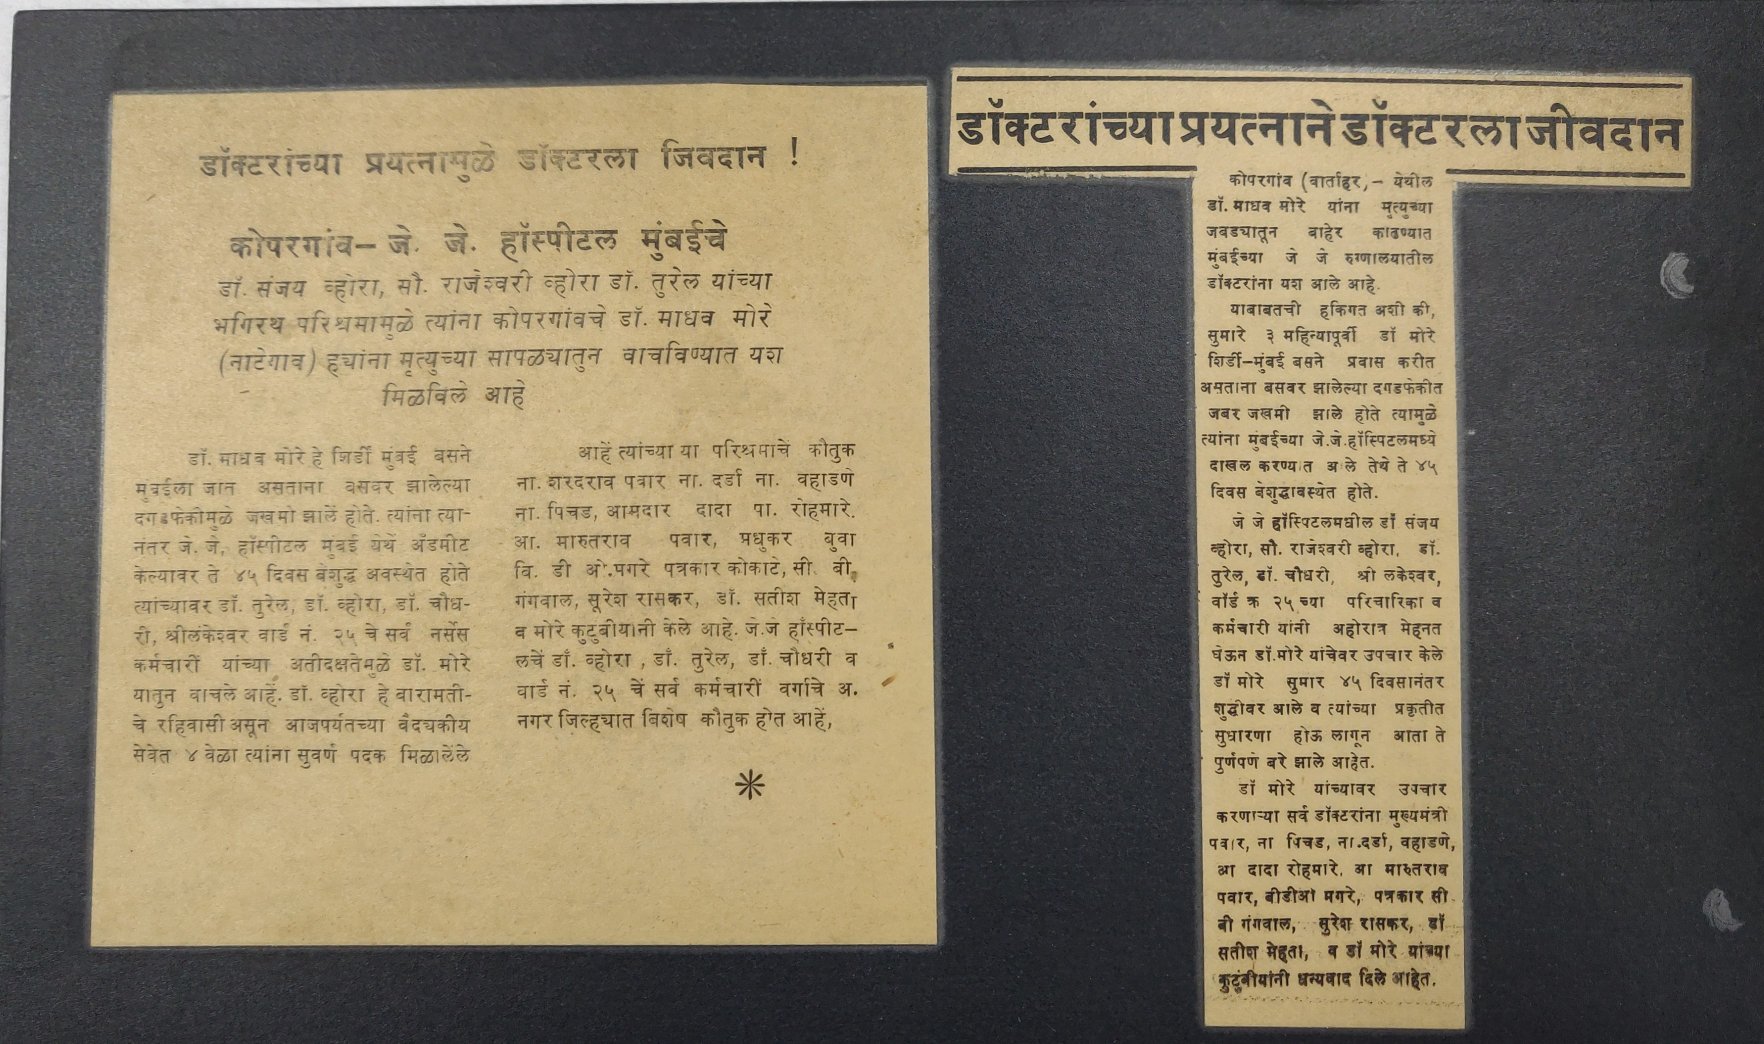 डॉक्टरांच्या प्रयत्नामुळे डॉक्टरला जिवदान !
कोपरगांव– जे. जे. हॉस्पीटल मुंबईचे
डॉ. संजय व्होरा, सौ. राजेश्वरी व्होरा डॉ. तुरेल यांच्या
भगिरथ परिश्रमामुळे त्यांना कोपरगांवचे डॉ. माधव मोरे
(नाटेगाव) ह्यांना मृत्युच्या सापळ्यातुन वाचविण्यात यश
मिळविले आहे
डॉ. माधव मोरे हे शिर्डी मुंबई बसने
मुंबईला जात असताना बसवर झालेल्या
दगडफेकीमुळे जखमी झालें होते. त्यांना त्या-
नंतर जे. जे, हॉस्पीटल मुंबई येथें अॅडमीट
केल्यावर ते ४५ दिवस बेशुद्ध अवस्थेत होते
त्यांच्यावर डॉ. तुरेल, डॉ. व्होरा, डॉ. चौध-
री, श्रीलंकेश्वर वार्ड नं. २५ चे सर्व नर्सेस
कर्मचारीं यांच्या अतीदक्षतेमुळे डॉ. मोरे
यातुन वाचले आहें. डॉ. व्होरा हे बारामती-
चे रहिवासी असून आजपर्यतच्या वैदयकीय
सेवेत ४ वेळा त्यांना सुवर्ण पदक मिळालेंले
आहें त्यांच्या या परिश्रमाचे कौतुक
ना. शरदराव पवार ना. दर्डा ना. वहाडणे
ना. पिचड, आमदार दादा पा. रोहमारे.
आ. मारुतराव पवार, मधुकर बुवा
बि. डी ओ.पगरे पत्रकार कोकाटे, सी. बी.
गंगवाल, सूरेश रासकर, डॉ. सतीश मेहता
व मोरे कुटुबीयांनी केले आहे. जे.जे हॉस्पीट–
लचें डॉ. व्होरा , डॉ. तुरेल, डॉ. चौधरी व
वार्ड नं. २५ चें सर्व कर्मचारीं वर्गाचे अ.
नगर जिल्ह्यात विशेष कौतुक होत आहें,
डॉक्टरांच्या प्रयत्नाने डॉक्टरला जीवदान
कोपरगांव (वार्ताहर,– येथील
डॉ. माधव मोरे यांना मृत्युच्या
जबड्यातून बाहेर काढण्यात
मुंबईच्या जे जे रुग्णालयातील
डॉक्टरांना यश आले आहे.
याबाबतची हकिगत अशी की,
सुमारे ३ महिन्यापूर्वी डॉ मोरे
शिर्डी–मुंबई बसने प्रवास करीत
असताना बसवर झालेल्या दगडफेकीत
जबर जखमी झाले होते त्यामुळे
त्यांना मुंबईच्या जे.जे.हॉस्पिटलमध्ये
दाखल करण्यात आले तेथे ते ४५
दिवस बेशुद्धावस्थेत होते.
जे जे हॉस्पिटलमधील डॉ संजय
व्होरा, सौ. राजेश्वरी व्होरा, डॉ.
तुरेल, डॉ. चौधरी, श्री लकेश्वर,
वॉर्ड क्र २५ च्या परिचारिका व
कर्मचारी यांनी अहोरात्र मेहनत
घेऊन डॉ.मोरे यांचेवर उपचार केले
डॉ मोरे सुमार ४५ दिवसानंतर
शुद्धीवर आले व त्यांच्या प्रकृतीत
सुधारणा होऊ लागून आता ते
पुर्णपणे बरे झाले आहेत.
डॉ मोरे यांच्यावर उपचार
करणाऱ्या सर्व डॉक्टरांना मुख्यमंत्री
पवार, ना पिचड, ना.दर्डा, वहाडणे,
आ दादा रोहमारे, आ मारुतराव
पवार, बीडीओ पगरे, पत्रकार सी
बी गंगवाल, सुरेश रासकर, डॉ
सतीश मेहता, व डॉ मोरे यांच्या
कुटुंबीयांनी धन्यवाद दिले आहेत.